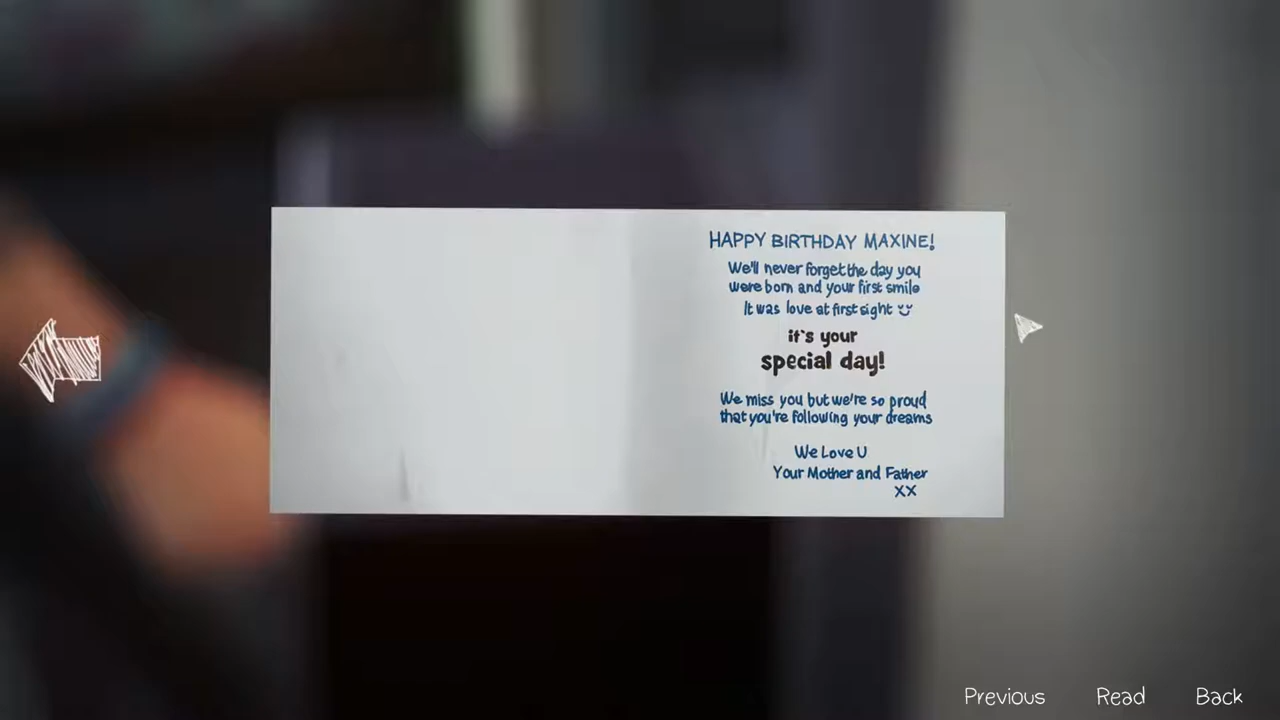 HAPPY BIRTHDAY MAXINE!
We'll never forget the day you
were born and your first smile
It was love at first sight
it's your
special day!
We miss you but we're so proud
that you're following your dreams
We Love U
Your Mother and Father
XX
Previous Read Back